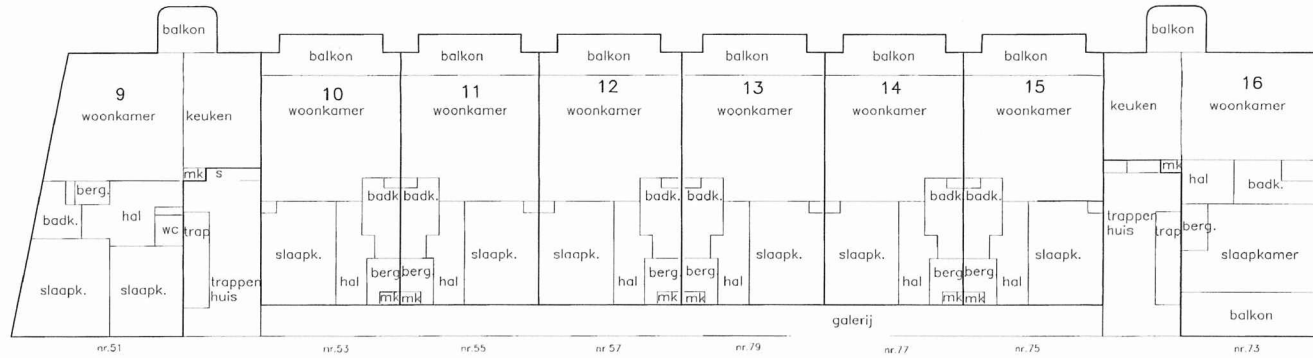 balkon
balkon
balkon
balkon
balkon
balkon
balkon
balkon
9
woonkamer
keuken
10
woonkamer
11
woonkamer
12
woonkamer
13
woonkamer
14
woonkamer
15
woonkamer
keuken
16
woonkamer
mk
s
mk
berg.
badk.
hal
wc
trap
badk.
badk.
badk.
badk.
badk.
badk.
hal
badk.
trappen
huis
trap
berg.
slaapkamer
slaapk.
slaapk.
trappen
huis
slaapk.
hal
berg.
berg.
mk
mk
hal
slaapk.
slaapk.
hal
berg.
berg.
mk
mk
hal
slaapk.
slaapk.
hal
berg.
berg.
mk
mk
hal
slaapk.
balkon
galerij
nr.51
nr.53
nr.55
nr.57
nr.79
nr.77
nr.75
nr.73